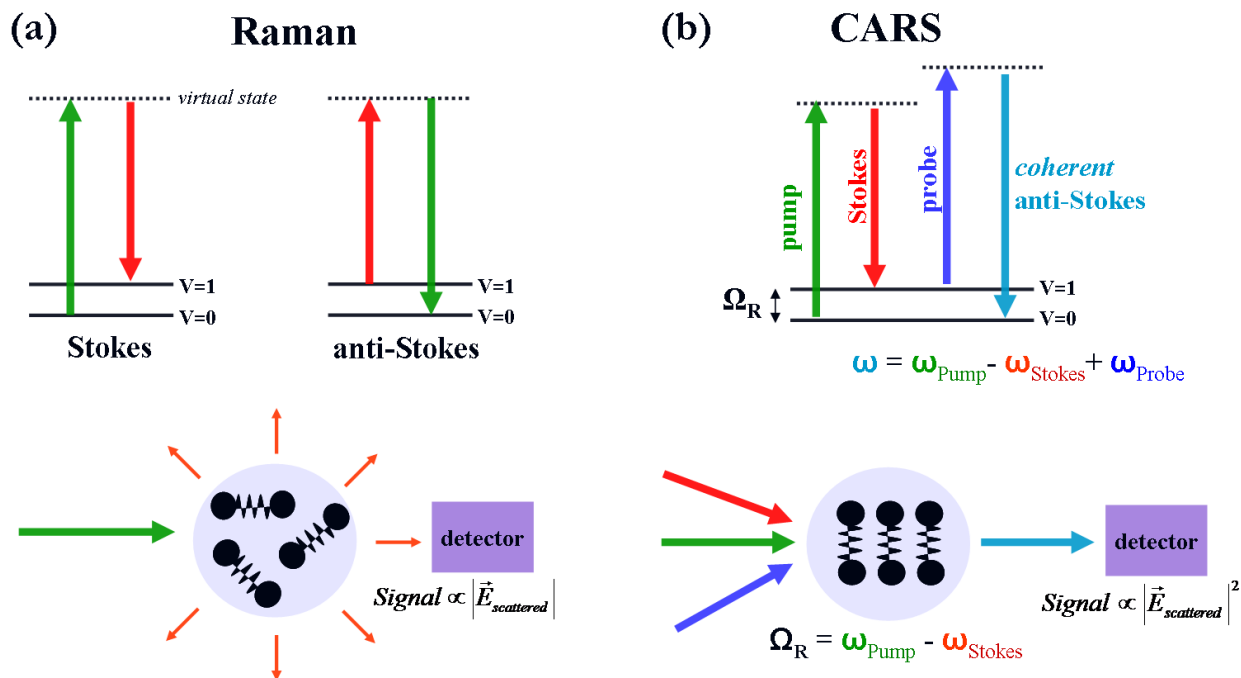 (a) Raman
virtual state
V=1
V=0
Stokes
V=1
V=0
anti-Stokes
detector
Signal ∝ |E⃗scattered|
(b) CARS
pump
Stokes
probe
coherent
anti-Stokes
ΩR
V=1
V=0
ω = ωPump - ωStokes + ωProbe
detector
Signal ∝ |E⃗scattered|²
ΩR = ωPump - ωStokes